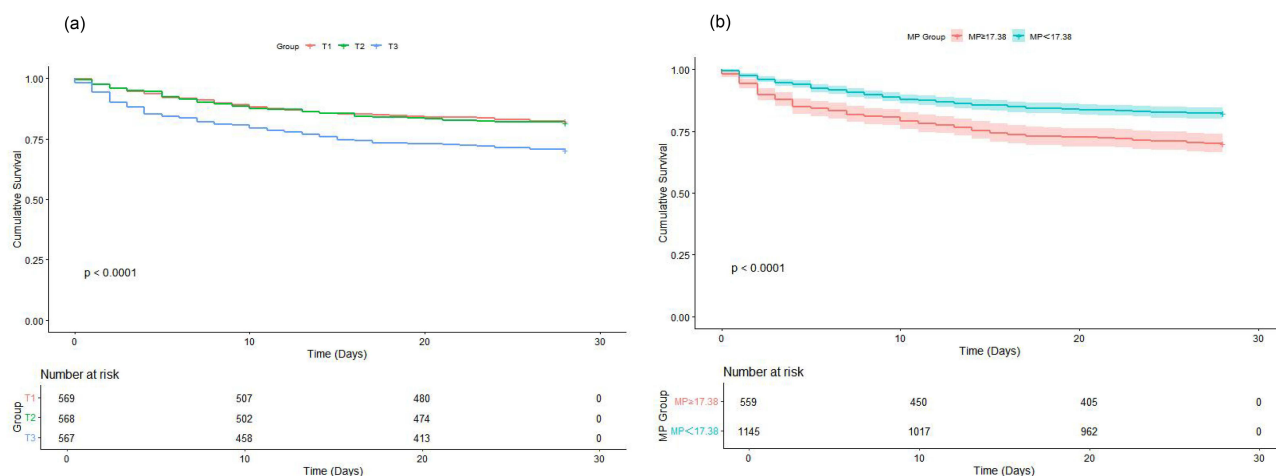 (a)
Group T1 T2 T3
1.00
0.75
0.50
0.25
0.00
Cumulative Survival
p < 0.0001
0 10 20 30
Time (Days)
Number at risk
Group
T1 569 507 480 0
T2 568 502 474 0
T3 567 458 413 0
0 10 20 30
Time (Days)
(b)
MP Group MP≥17.38 MP＜17.38
1.00
0.75
0.50
0.25
0.00
Cumulative Survival
p < 0.0001
0 10 20 30
Time (Days)
Number at risk
MP Group
MP≥17.38 559 450 405 0
MP＜17.38 1145 1017 962 0
0 10 20 30
Time (Days)